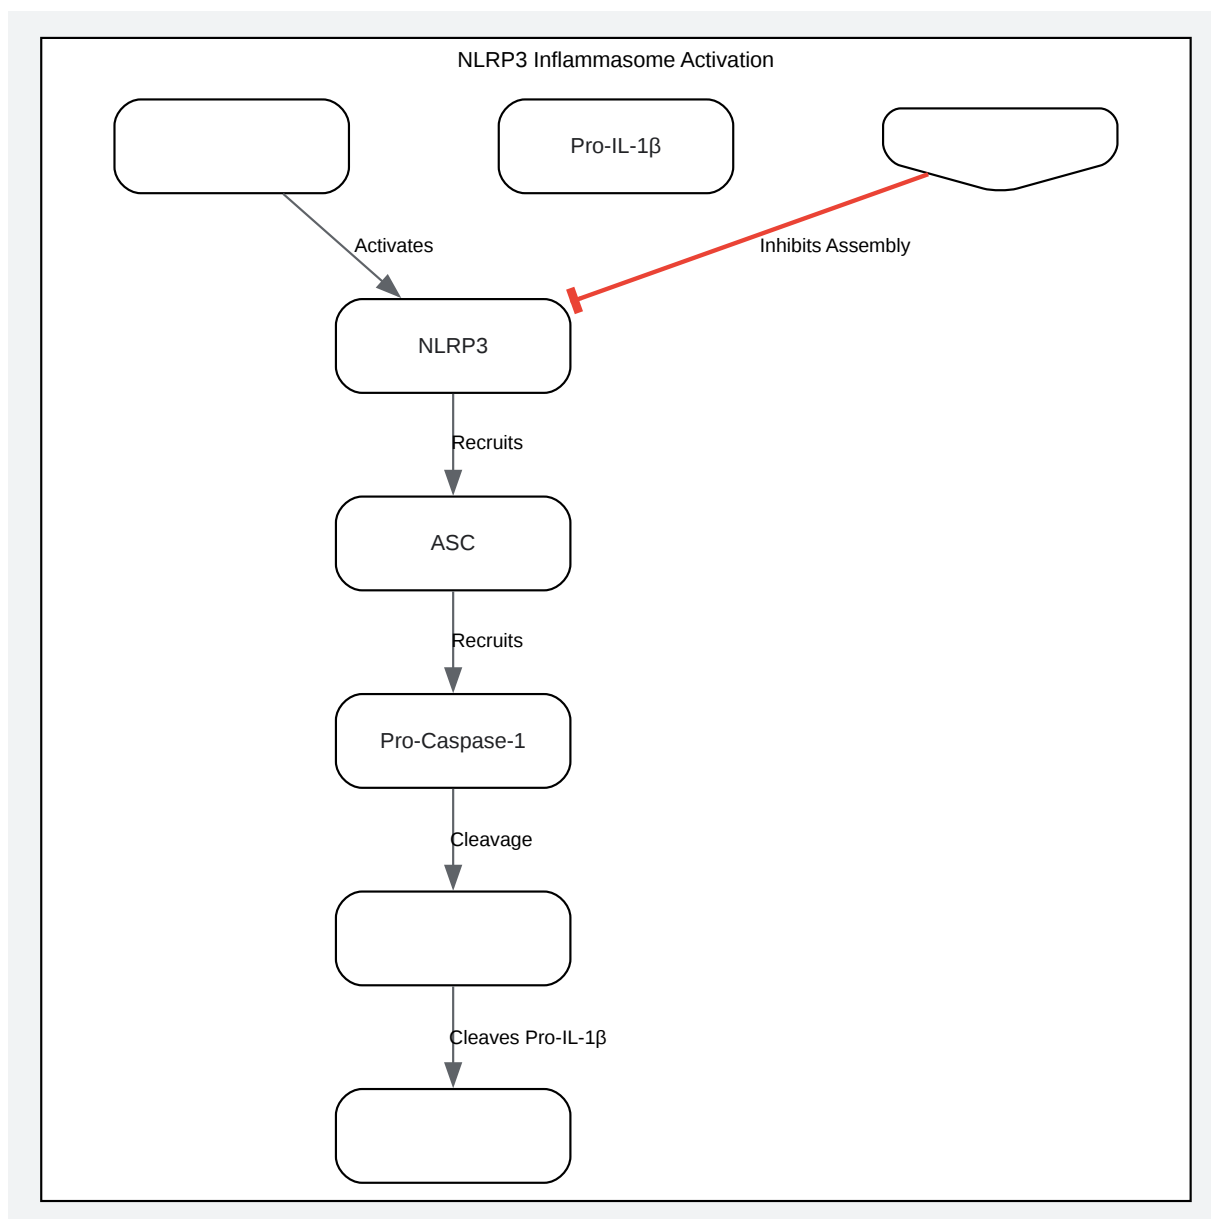 NLRP3 Inflammasome Activation
Pro-IL-1β
Activates
Inhibits Assembly
NLRP3
Recruits
ASC
Recruits
Pro-Caspase-1
Cleavage
Cleaves Pro-IL-1β